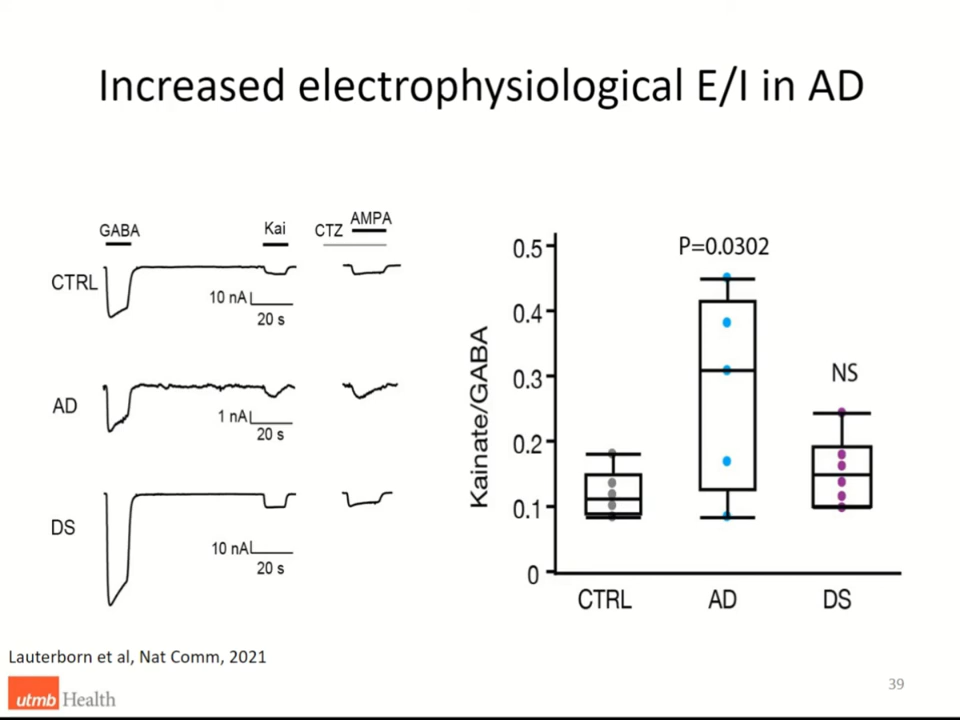 Increased electrophysiological E/I in AD
GABA
Kai
CTZ
AMPA
CTRL
10 nA
20 s
AD
1 nA
20 s
DS
10 nA
20 s
P=0.0302
NS
Kainate/GABA
0.5
0.4
0.3
0.2
0.1
0
CTRL
AD
DS
Lauterborn et al, Nat Comm, 2021
utmb Health
39